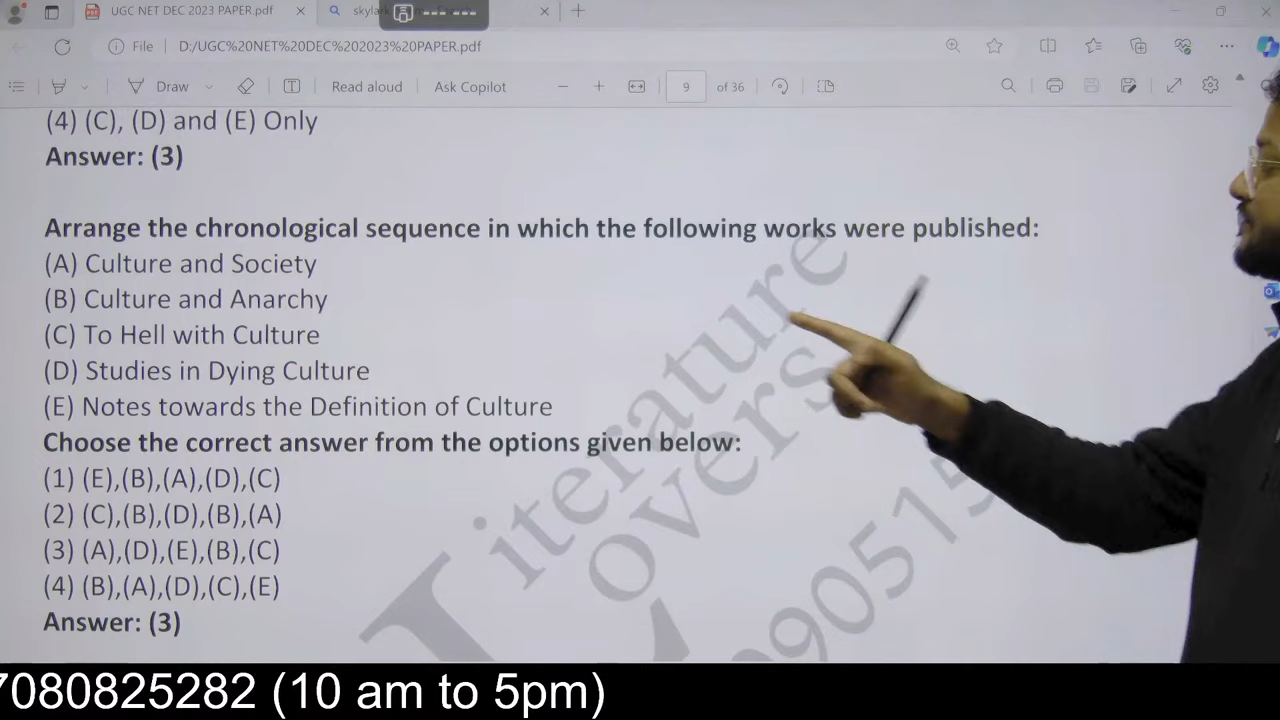 UGC NET DEC 2023 PAPER.pdf
File D:/UGC%20NET%20DEC%202023%20PAPER.pdf
Draw Read aloud Ask Copilot 9 of 36
(4) (C), (D) and (E) Only
Answer: (3)
Arrange the chronological sequence in which the following works were published:
(A) Culture and Society
(B) Culture and Anarchy
(C) To Hell with Culture
(D) Studies in Dying Culture
(E) Notes towards the Definition of Culture
Choose the correct answer from the options given below:
(1) (E),(B),(A),(D),(C)
(2) (C),(B),(D),(B),(A)
(3) (A),(D),(E),(B),(C)
(4) (B),(A),(D),(C),(E)
Answer: (3)
Literature
Lovers
990515
7080825282 (10 am to 5pm)